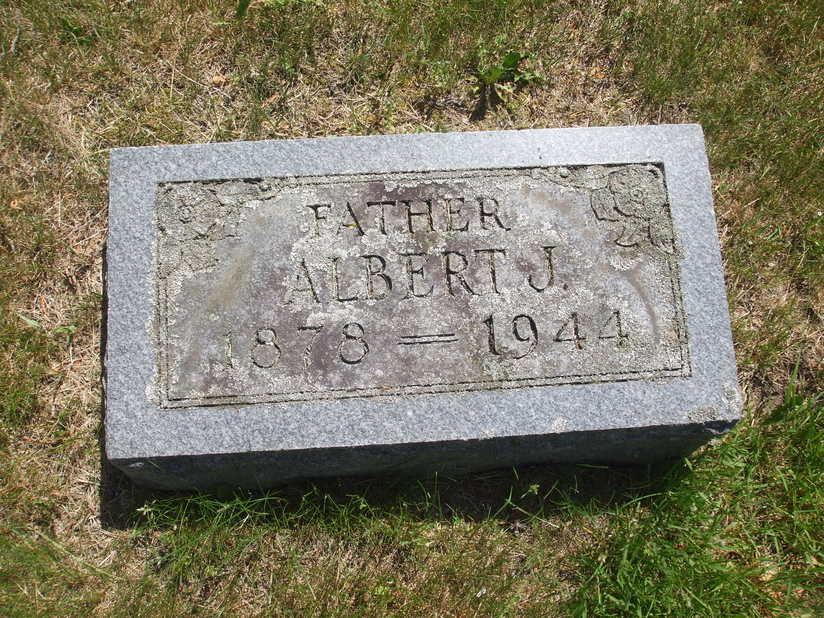 FATHER
ALBERT J.
1878 = 1944